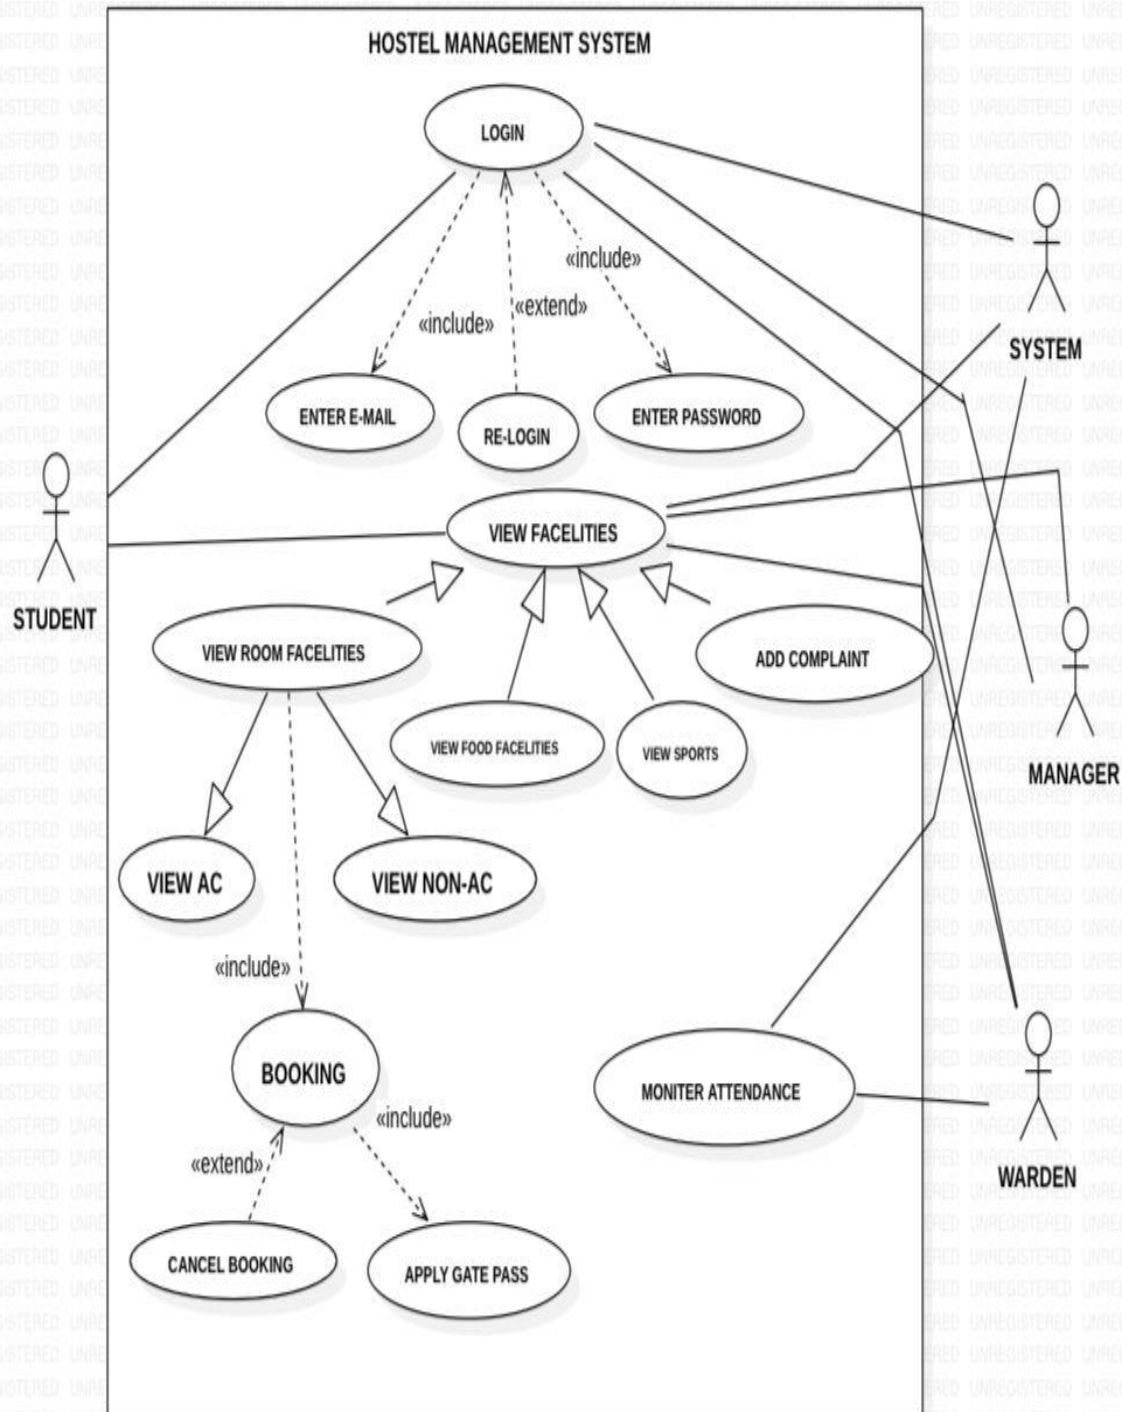 HOSTEL MANAGEMENT SYSTEM
LOGIN
«include»
«extend»
«include»
SYSTEM
ENTER E-MAIL
RE-LOGIN
ENTER PASSWORD
VIEW FACELITIES
STUDENT
VIEW ROOM FACELITIES
ADD COMPLAINT
VIEW FOOD FACELITIES
VIEW SPORTS
MANAGER
VIEW AC
VIEW NON-AC
«include»
BOOKING
MONITER ATTENDANCE
«include»
«extend»
WARDEN
CANCEL BOOKING
APPLY GATE PASS
UNREGISTERED